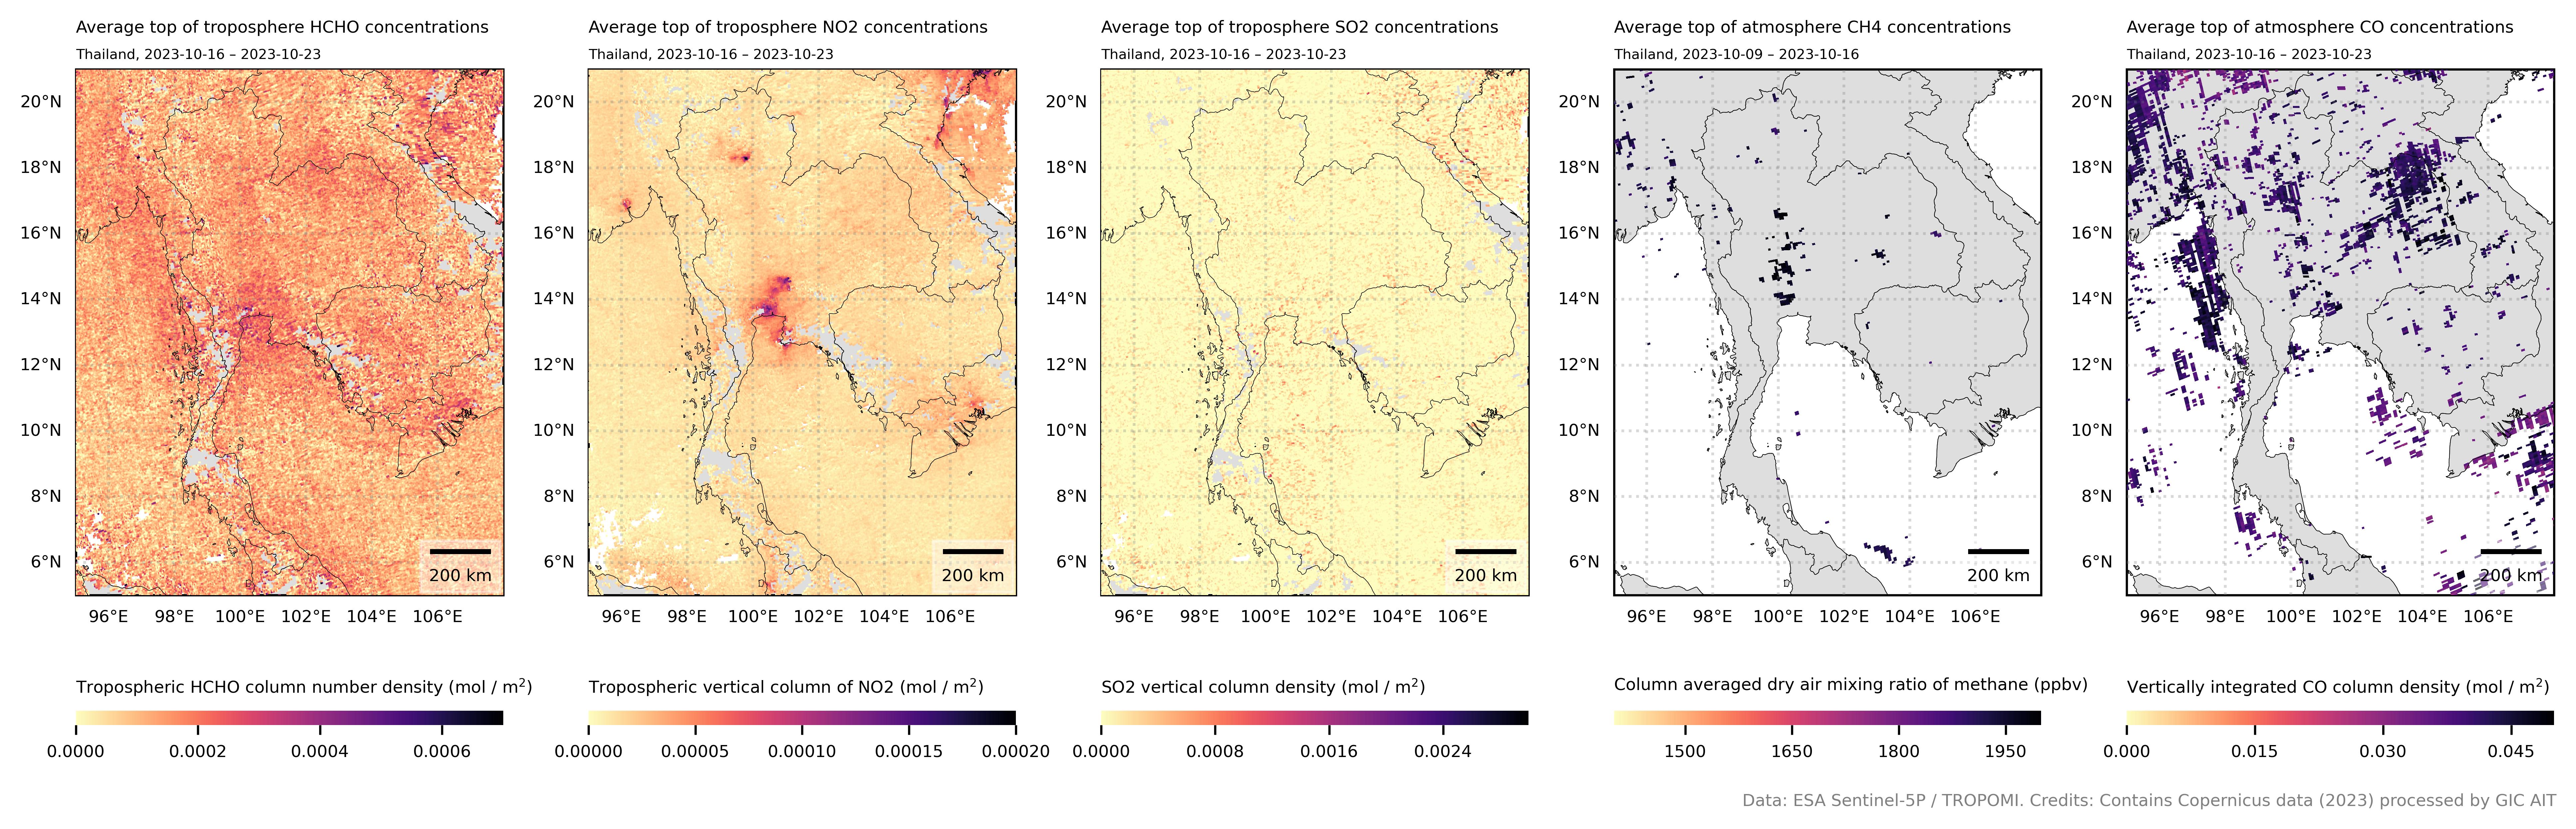 Average top of troposphere HCHO concentrations
Thailand, 2023-10-16 – 2023-10-23
20°N
18°N
16°N
14°N
12°N
10°N
8°N
6°N
200 km
96°E 98°E 100°E 102°E 104°E 106°E
Tropospheric HCHO column number density (mol / m²)
0.0000 0.0002 0.0004 0.0006
Average top of troposphere NO2 concentrations
Thailand, 2023-10-16 – 2023-10-23
20°N
18°N
16°N
14°N
12°N
10°N
8°N
6°N
200 km
96°E 98°E 100°E 102°E 104°E 106°E
Tropospheric vertical column of NO2 (mol / m²)
0.00000 0.00005 0.00010 0.00015 0.00020
Average top of troposphere SO2 concentrations
Thailand, 2023-10-16 – 2023-10-23
20°N
18°N
16°N
14°N
12°N
10°N
8°N
6°N
200 km
96°E 98°E 100°E 102°E 104°E 106°E
SO2 vertical column density (mol / m²)
0.0000 0.0008 0.0016 0.0024
Average top of atmosphere CH4 concentrations
Thailand, 2023-10-09 – 2023-10-16
20°N
18°N
16°N
14°N
12°N
10°N
8°N
6°N
200 km
96°E 98°E 100°E 102°E 104°E 106°E
Column averaged dry air mixing ratio of methane (ppbv)
1500 1650 1800 1950
Average top of atmosphere CO concentrations
Thailand, 2023-10-16 – 2023-10-23
20°N
18°N
16°N
14°N
12°N
10°N
8°N
6°N
200 km
96°E 98°E 100°E 102°E 104°E 106°E
Vertically integrated CO column density (mol / m²)
0.000 0.015 0.030 0.045
Data: ESA Sentinel-5P / TROPOMI. Credits: Contains Copernicus data (2023) processed by GIC AIT